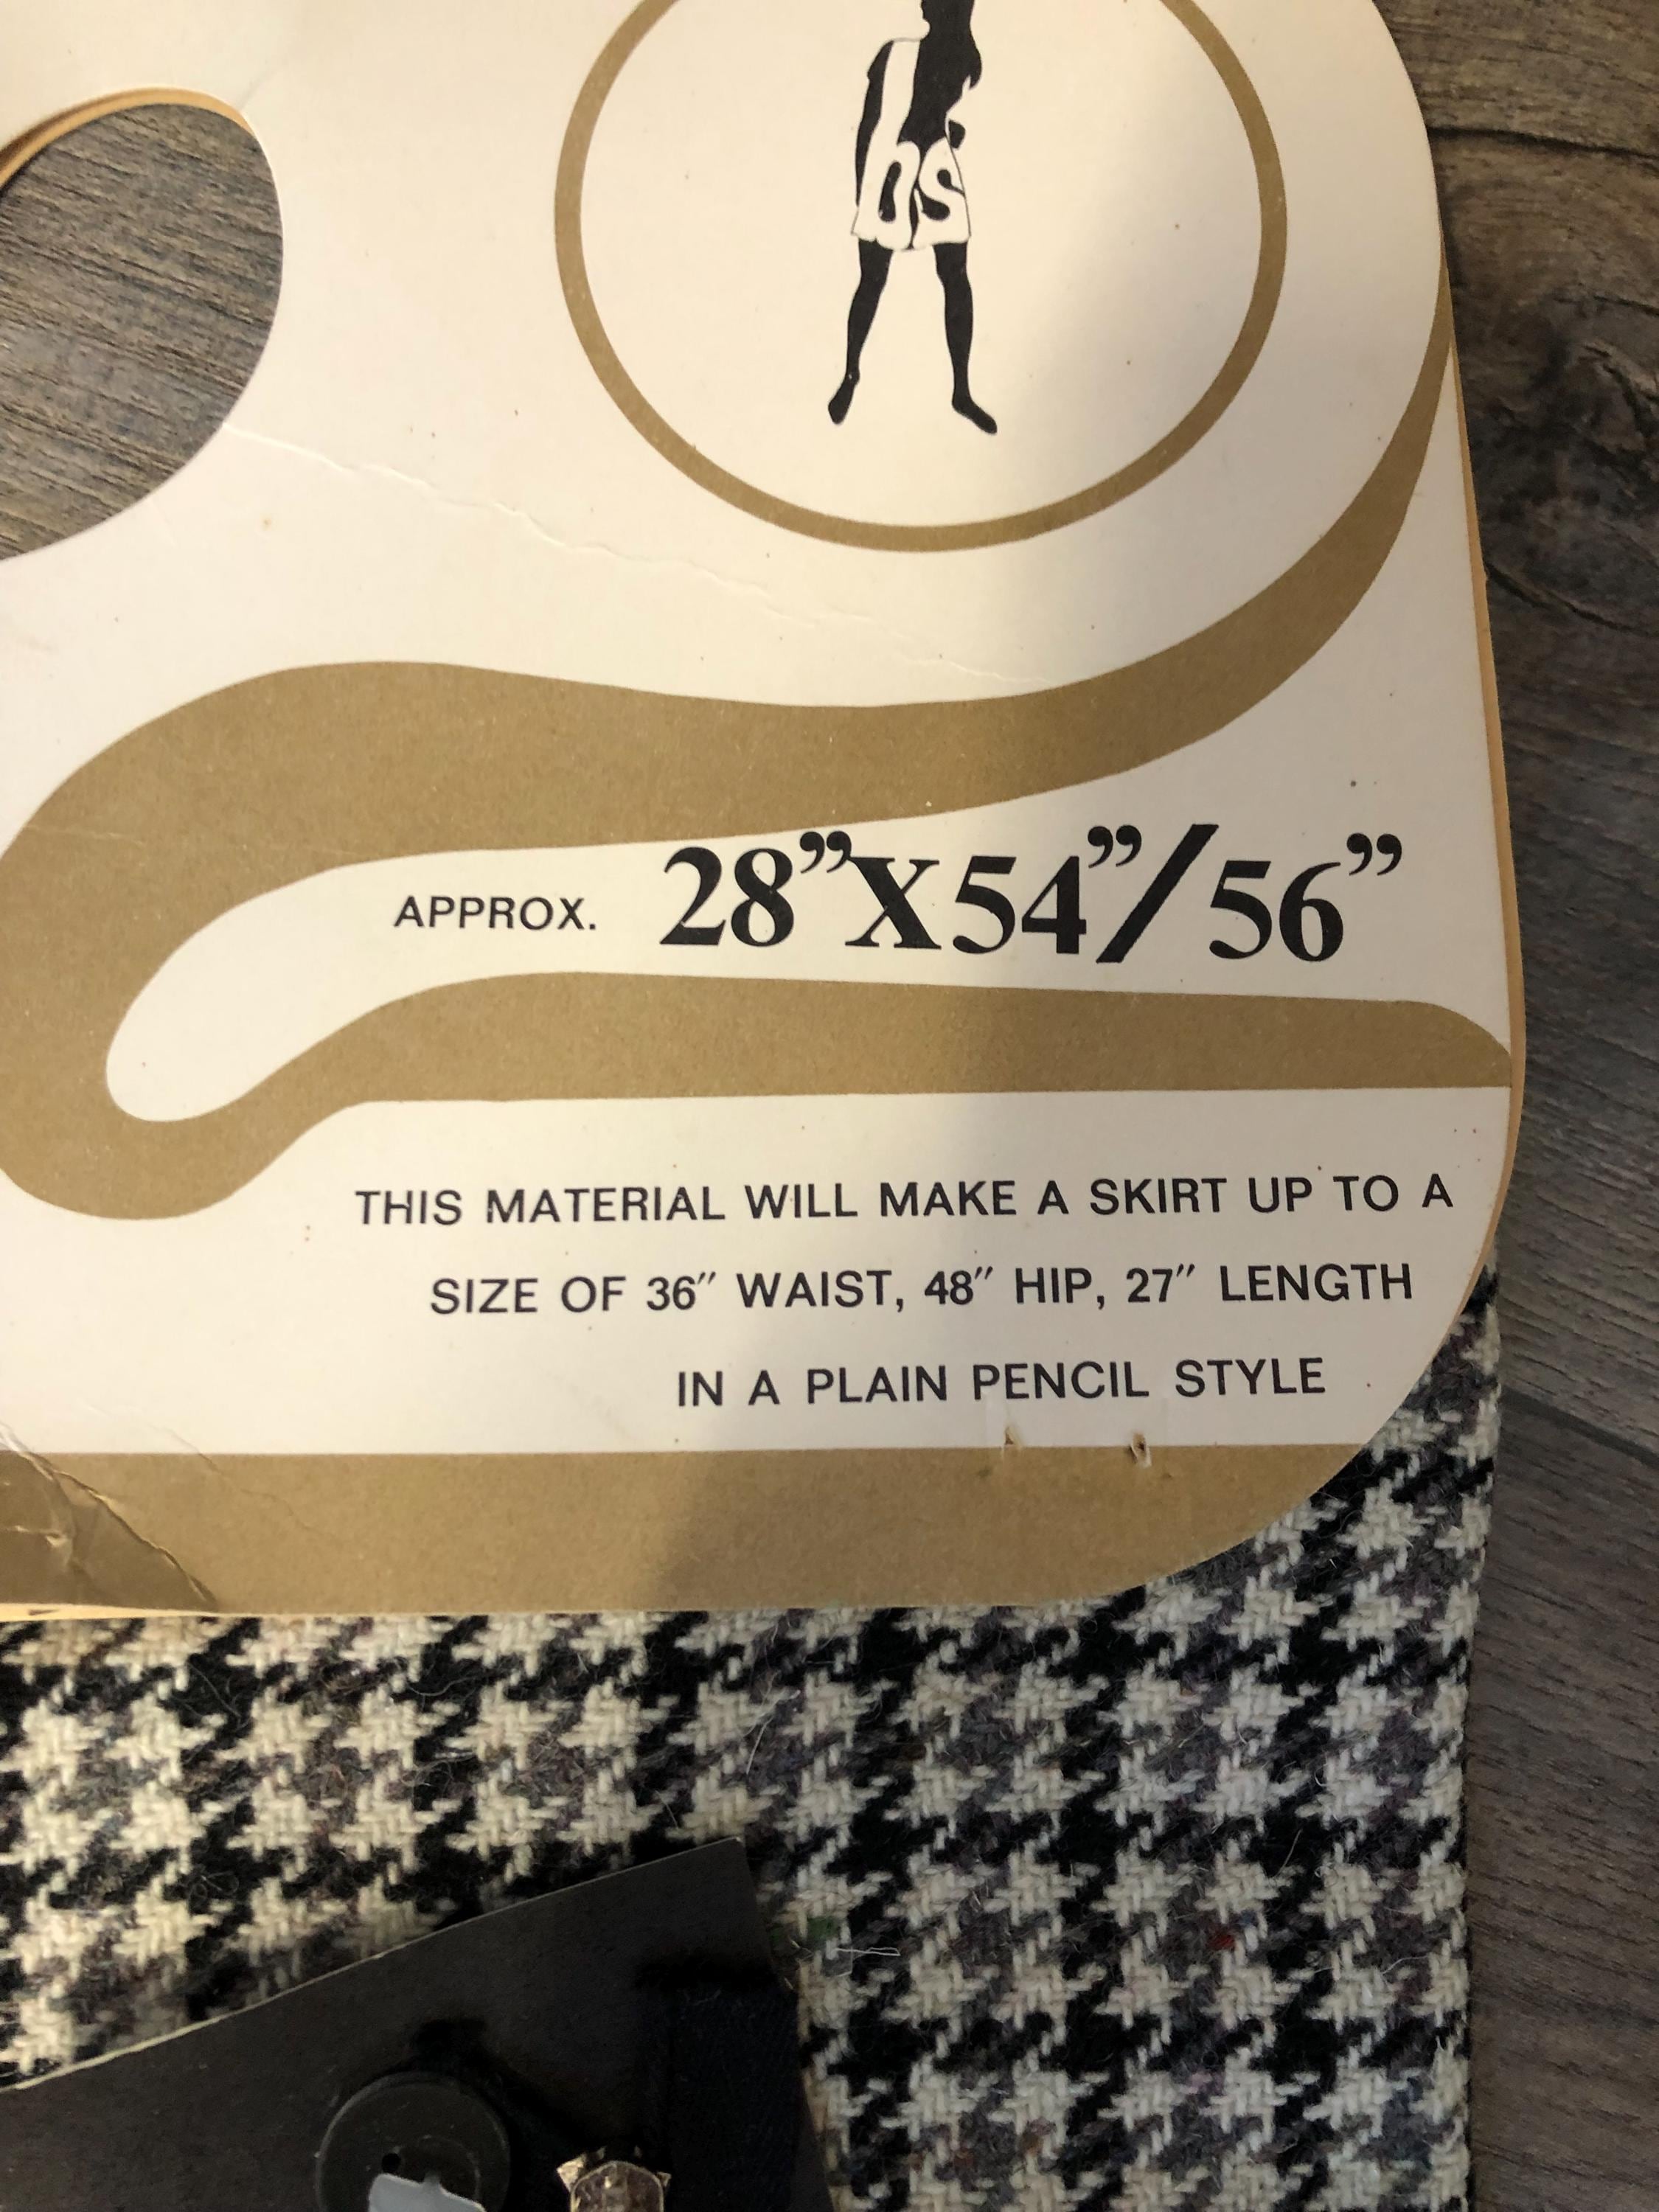 hs
APPROX. 28”X54”/56”
THIS MATERIAL WILL MAKE A SKIRT UP TO A
SIZE OF 36″ WAIST, 48″ HIP, 27″ LENGTH
IN A PLAIN PENCIL STYLE